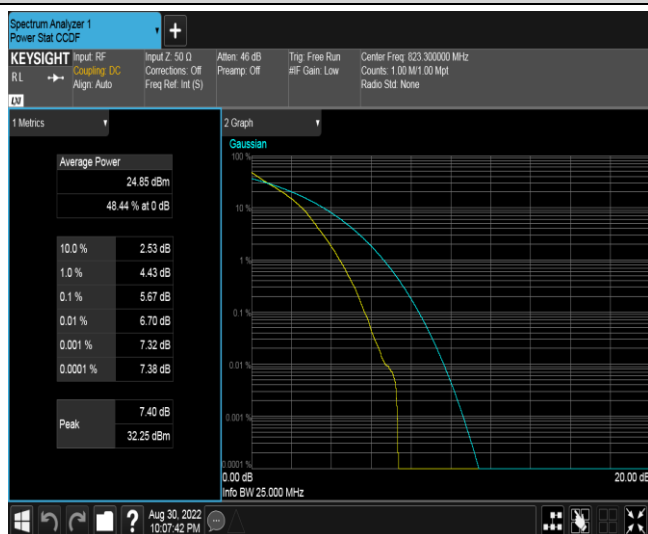 Spectrum Analyzer 1
Power Stat CCDF
+
KEYSIGHT
Input: RF
Input Z: 50 Ω
Atten: 46 dB
Trig: Free Run
Center Freq: 823.300000 MHz
RL
Coupling: DC
Corrections: Off
Preamp: Off
#IF Gain: Low
Counts: 1.00 M/1.00 Mpt
Align: Auto
Freq Ref: Int (S)
Radio Std: None
LXI
1 Metrics
2 Graph
Gaussian
Average Power
24.85 dBm
48.44 % at 0 dB
10.0 % 2.53 dB
1.0 % 4.43 dB
0.1 % 5.67 dB
0.01 % 6.70 dB
0.001 % 7.32 dB
0.0001 % 7.38 dB
Peak
7.40 dB
32.25 dBm
100 %
10 %
1 %
0.1 %
0.01 %
0.001 %
0.0001 %
0.00 dB
20.00 dB
Info BW 25.000 MHz
?
Aug 30, 2022
10:07:42 PM